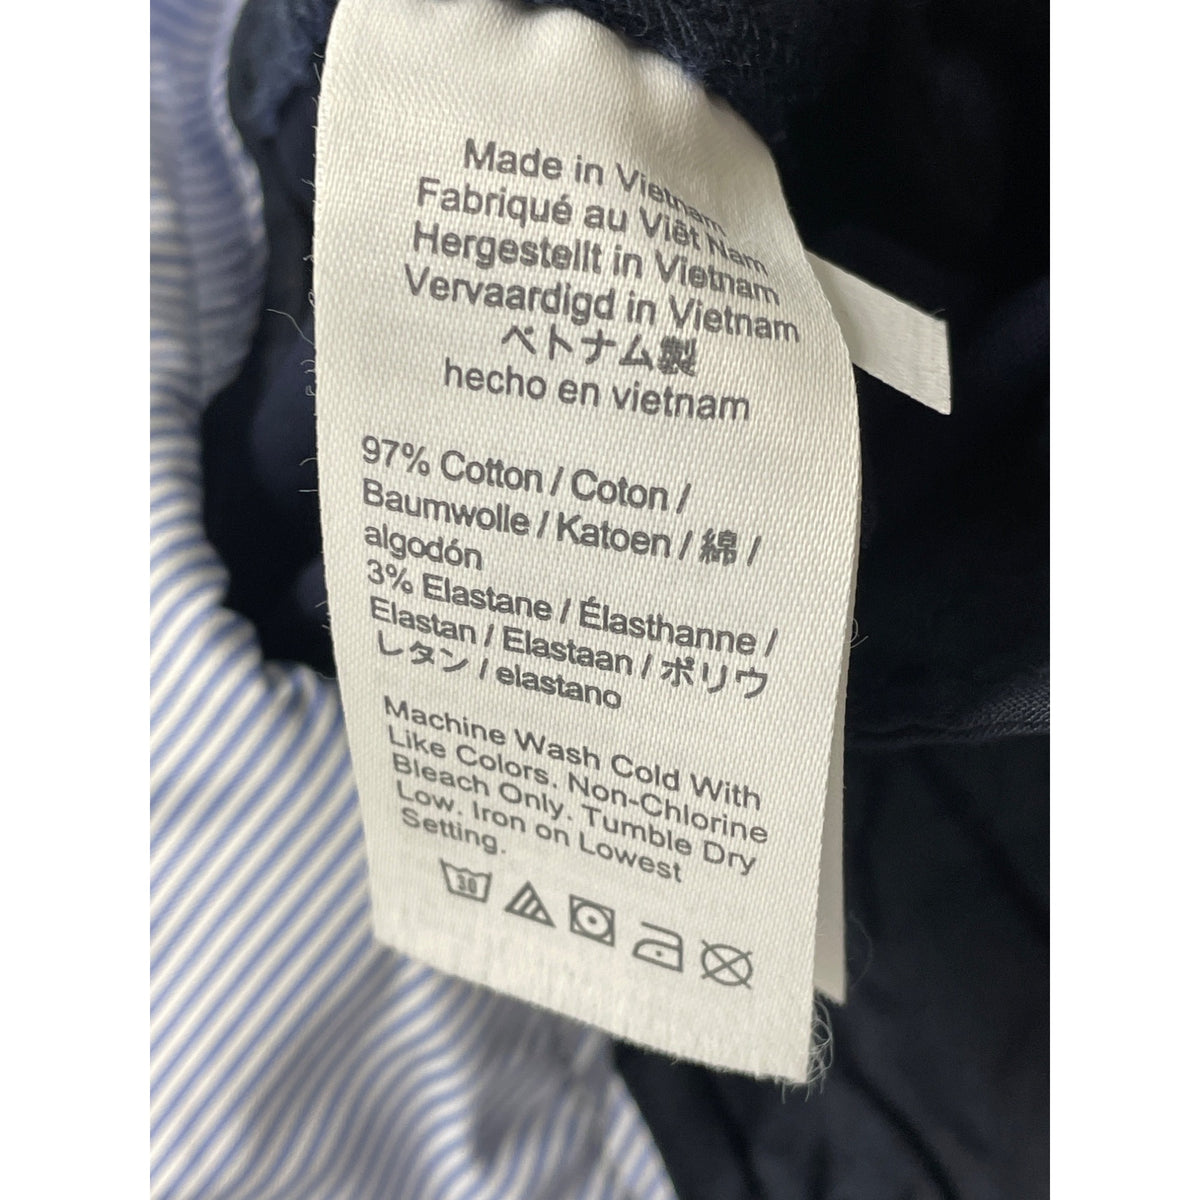 Made in Vietnam
Fabriqué au Viêt Nam
Hergestellt in Vietnam
Vervaardigd in Vietnam
ベトナム製
hecho en vietnam
97% Cotton / Coton /
Baumwolle / Katoen / 綿 /
algodón
3% Elastane / Élasthanne /
Elastan / Elastaan / ポリウ
レタン / elastano
Machine Wash Cold With
Like Colors. Non-Chlorine
Bleach Only. Tumble Dry
Low. Iron on Lowest
Setting.
30